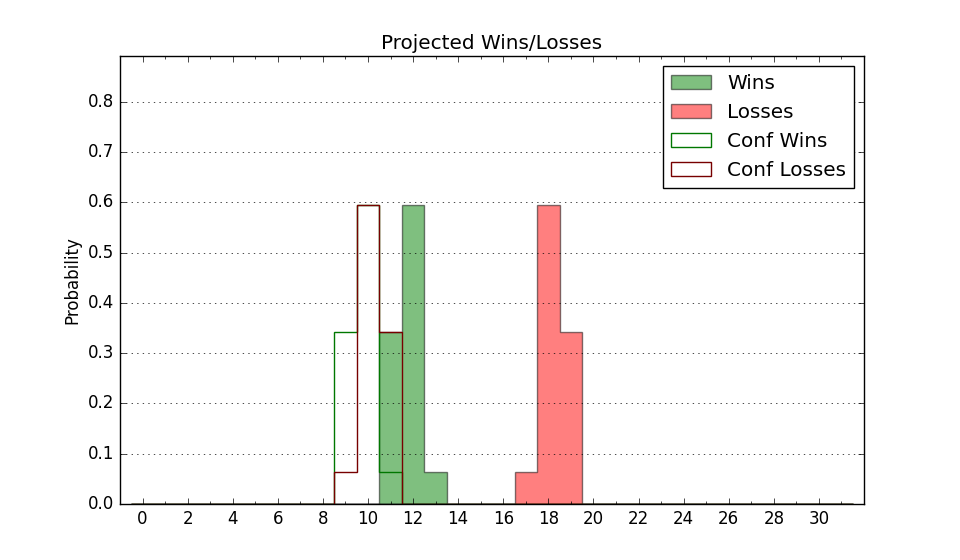 Projected Wins/Losses
Wins
Losses
Conf Wins
Conf Losses
Probability
0.8
0.7
0.6
0.5
0.4
0.3
0.2
0.1
0.0
0 2 4 6 8 10 12 14 16 18 20 22 24 26 28 30